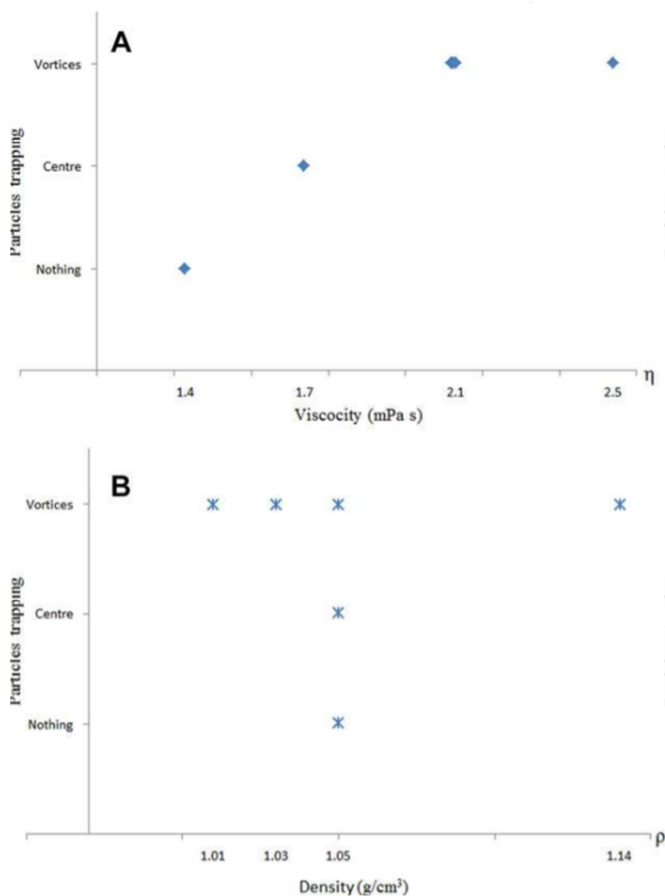 A
Vortices
Centre
Nothing
Particles trapping
1.4 1.7 2.1 2.5 η
Viscocity (mPa s)
B
Vortices
Centre
Nothing
Particles trapping
1.01 1.03 1.05 1.14 ρ
Density (g/cm³)